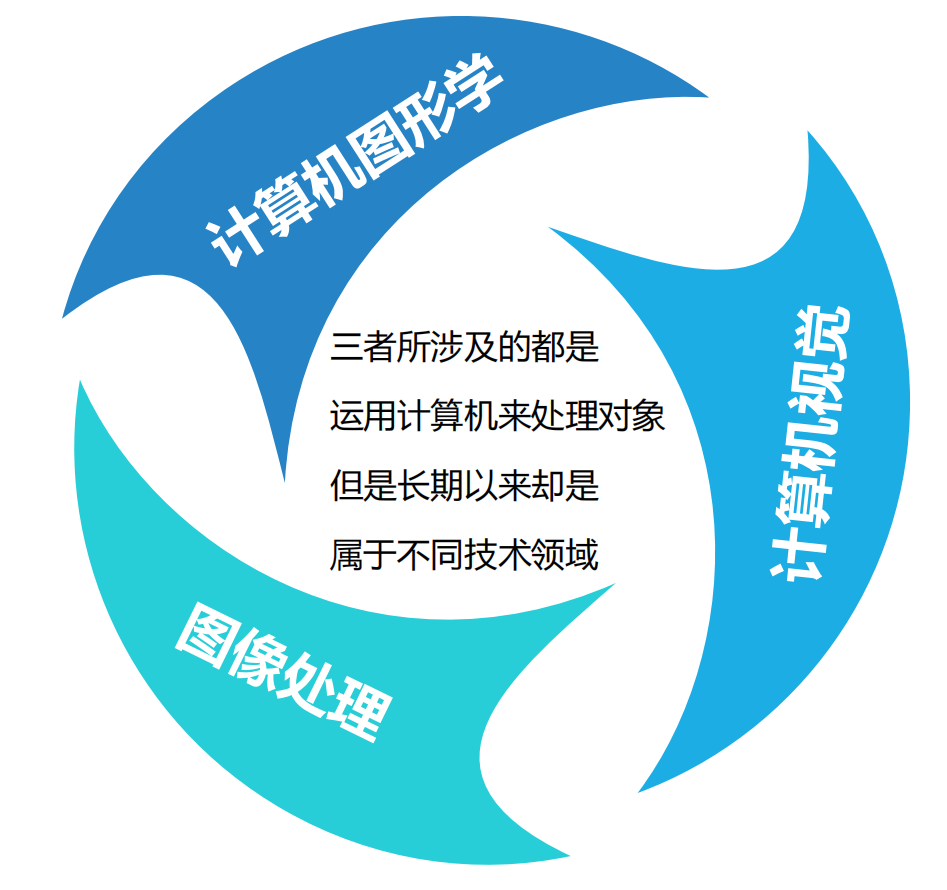 计算机图形学
计算机视觉
三者所涉及的都是
运用计算机来处理对象
但是长期以来却是
属于不同技术领域
图像处理